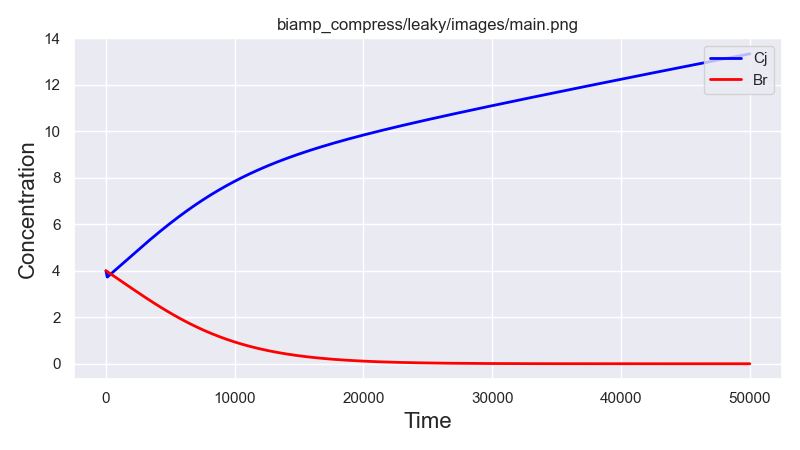 biamp_compress/leaky/images/main.png
14
12
10
8
6
4
2
0
Concentration
Cj
Br
0 10000 20000 30000 40000 50000
Time